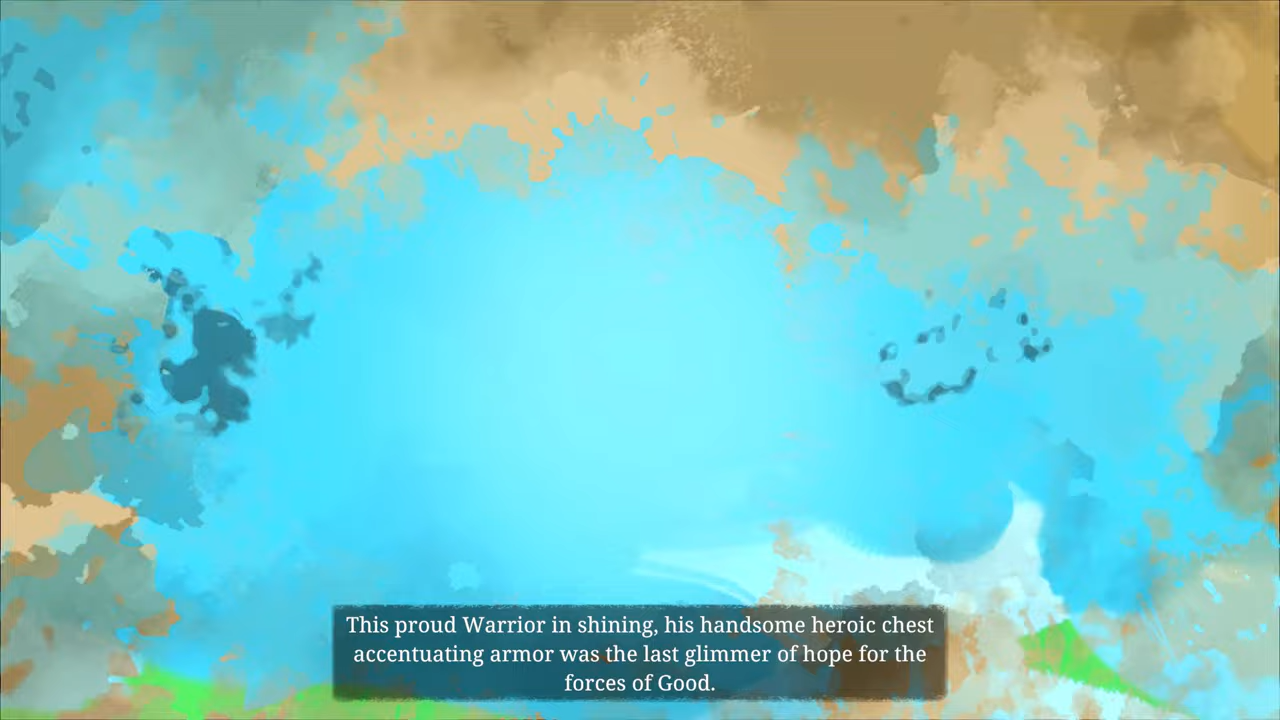 This proud Warrior in shining, his handsome heroic chest
accentuating armor was the last glimmer of hope for the
forces of Good.